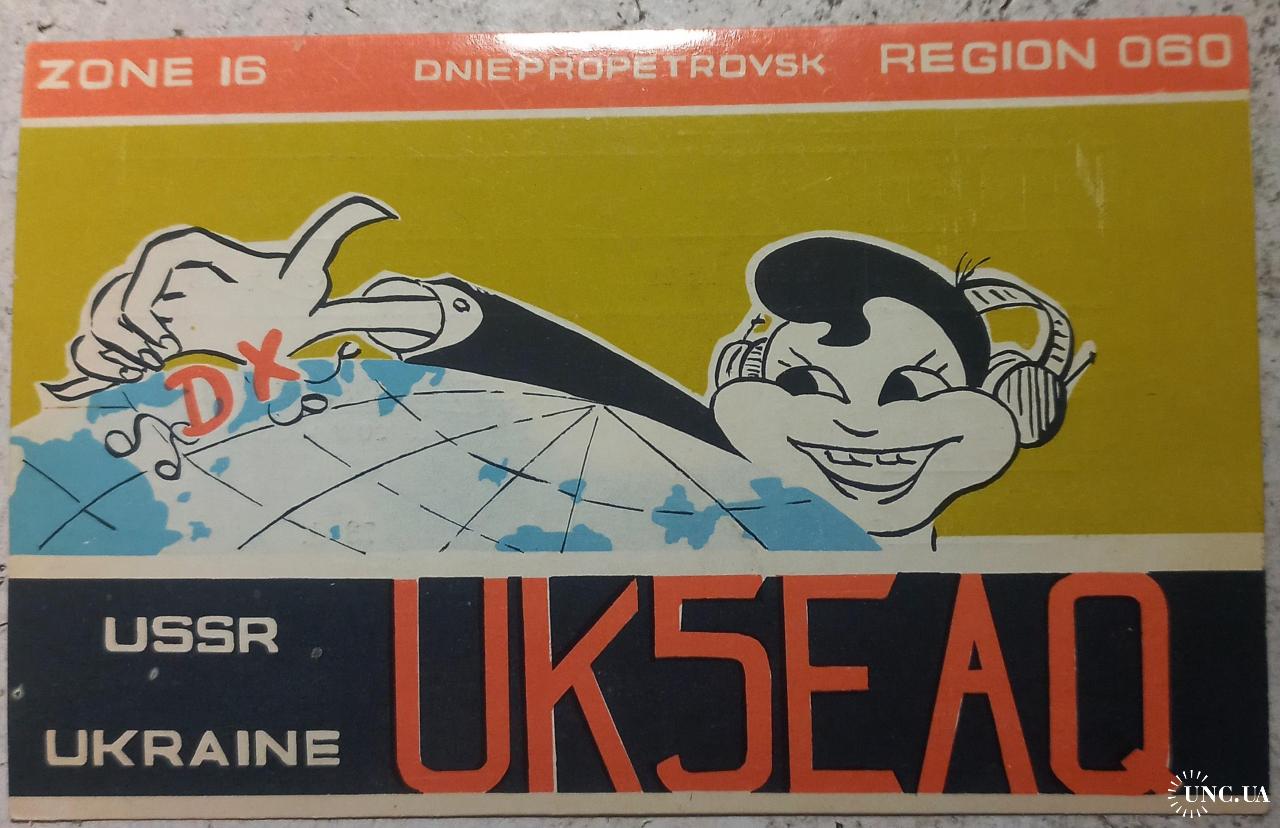 ZONE 16 DNIEPROPETROVSK REGION 060
DX
USSR
UKRAINE
UK5EAQ
UNC.UA